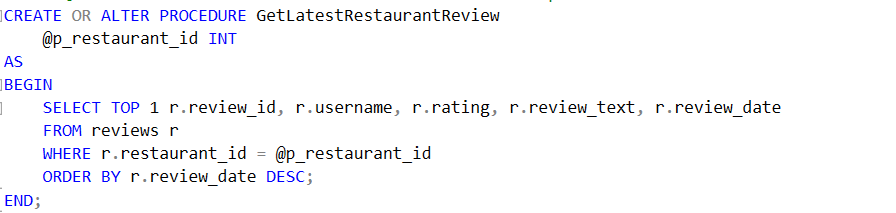 CREATE OR ALTER PROCEDURE GetLatestRestaurantReview
    @p_restaurant_id INT
AS
BEGIN
    SELECT TOP 1 r.review_id, r.username, r.rating, r.review_text, r.review_date
    FROM reviews r
    WHERE r.restaurant_id = @p_restaurant_id
    ORDER BY r.review_date DESC;
END;